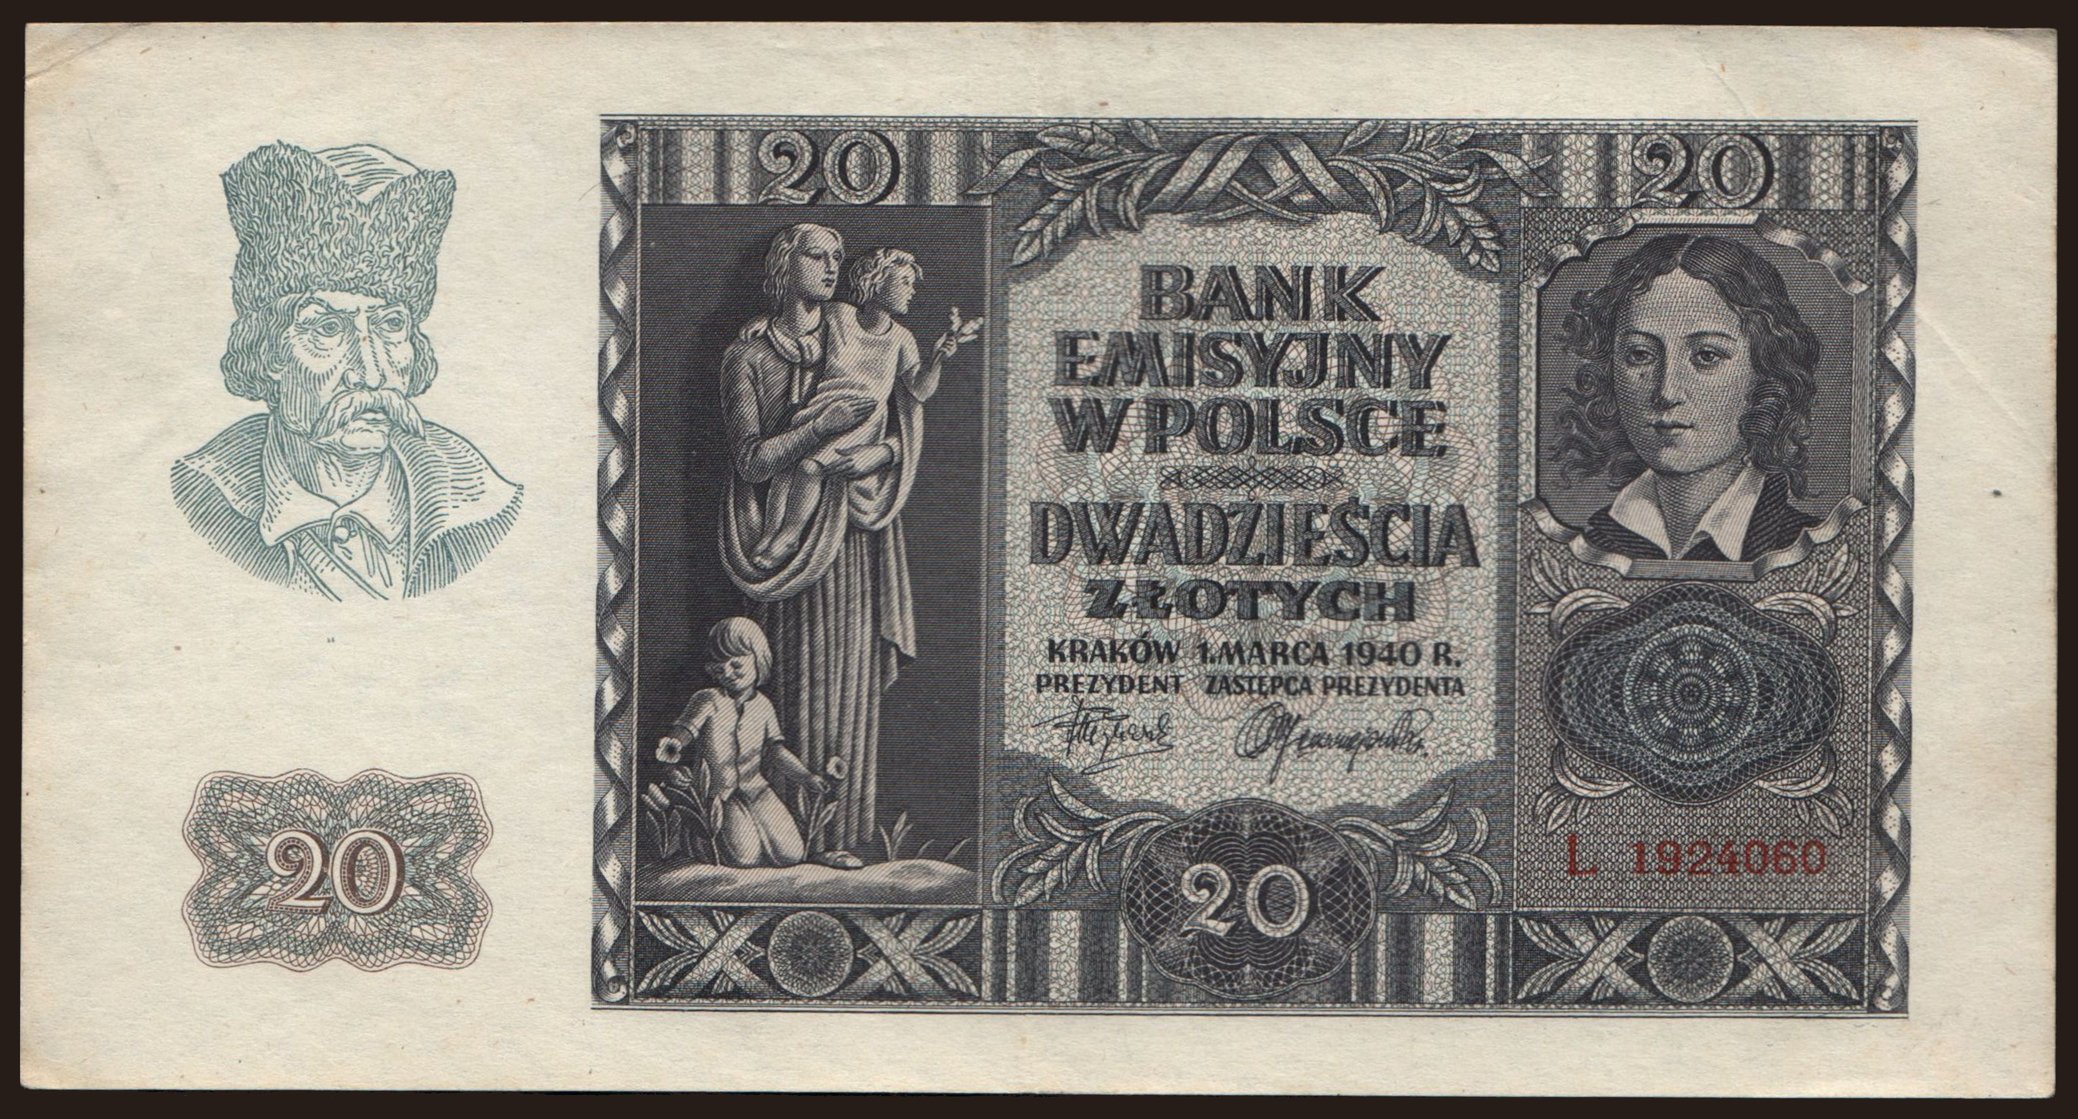 20
20
BANK
EMISYJNY
W POLSCE
DWADZIEŚCIA
ZŁOTYCH
KRAKÓW 1. MARCA 1940 R.
PREZYDENT ZASTĘPCA PREZYDENTA
L 1924060
20
20